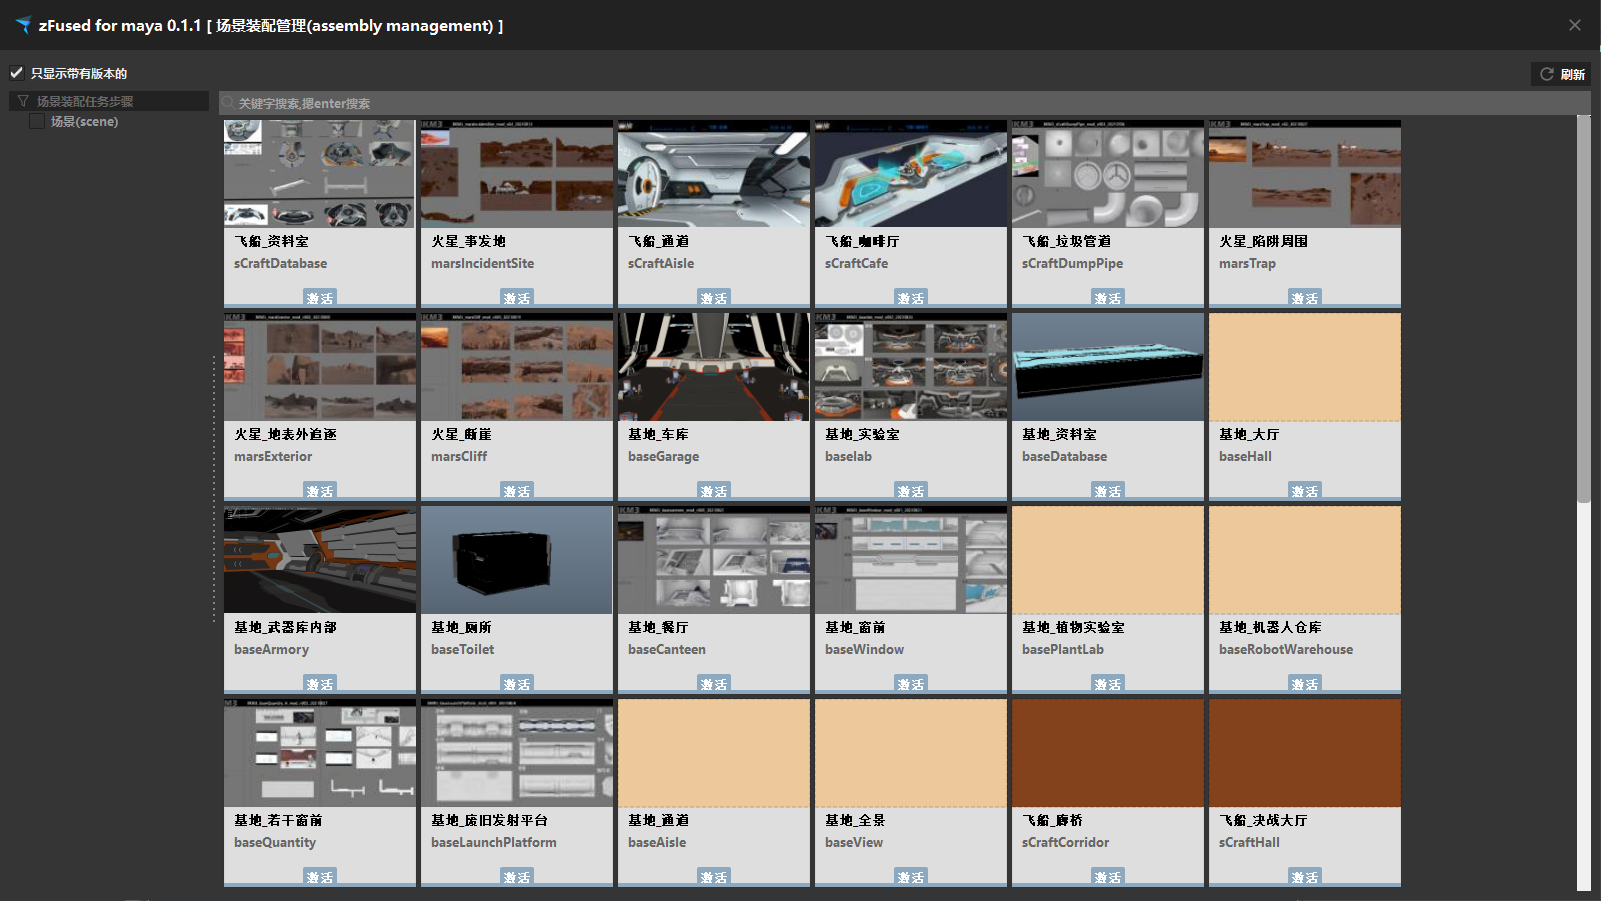 zFused for maya 0.1.1 [ 场景装配管理(assembly management) ]
只显示带有版本的
刷新
场景装配任务步骤
关键字搜索,摁enter搜索
场景(scene)
飞船_资料室
sCraftDatabase
激活
火星_事发地
marsIncidentSite
激活
飞船_通道
sCraftAisle
激活
飞船_咖啡厅
sCraftCafe
激活
飞船_垃圾管道
sCraftDumpPipe
激活
火星_陷阱周围
marsTrap
激活
火星_地表外追逐
marsExterior
激活
火星_断崖
marsCliff
激活
基地_车库
baseGarage
激活
基地_实验室
baselab
激活
基地_资料室
baseDatabase
激活
基地_大厅
baseHall
激活
基地_武器库内部
baseArmory
激活
基地_厕所
baseToilet
激活
基地_餐厅
baseCanteen
激活
基地_窗前
baseWindow
激活
基地_植物实验室
basePlantLab
激活
基地_机器人仓库
baseRobotWarehouse
激活
基地_若干窗前
baseQuantity
激活
基地_废旧发射平台
baseLaunchPlatform
激活
基地_通道
baseAisle
激活
基地_全景
baseView
激活
飞船_廊桥
sCraftCorridor
激活
飞船_决战大厅
sCraftHall
激活